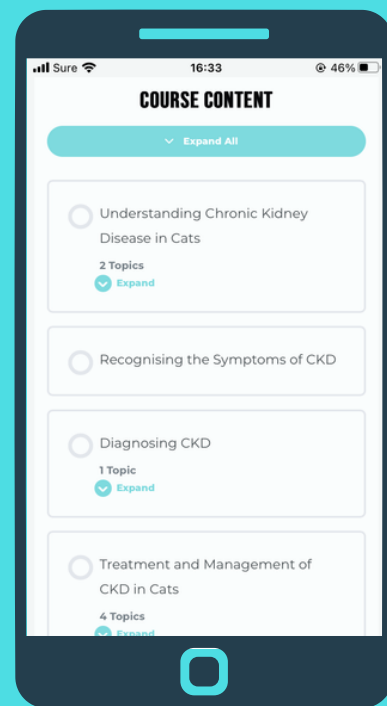 Sure 16:33 46%
COURSE CONTENT
Expand All
Understanding Chronic Kidney
Disease in Cats
2 Topics
Expand
Recognising the Symptoms of CKD
Diagnosing CKD
1 Topic
Expand
Treatment and Management of
CKD in Cats
4 Topics
Expand